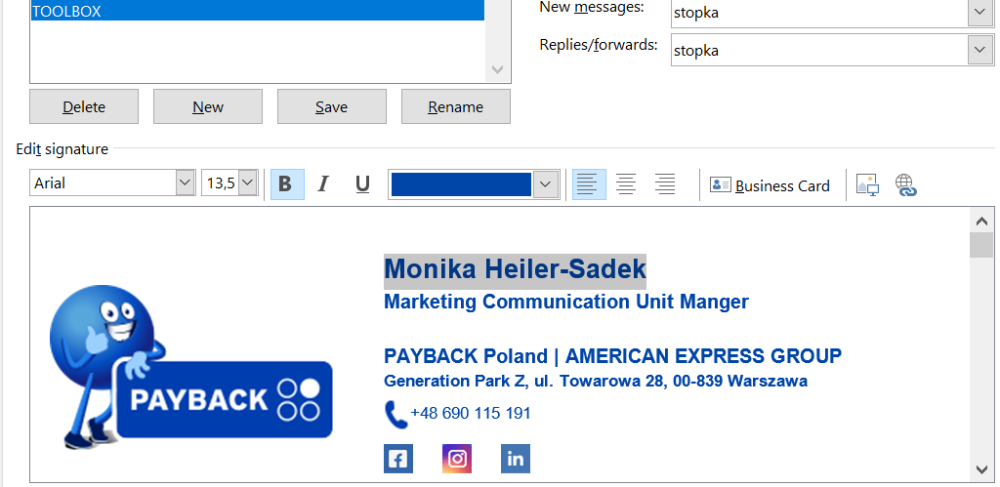 TOOLBOX
New messages:
stopka
Replies/forwards:
stopka
Delete
New
Save
Rename
Edit signature
Arial
13,5
B
I
U
Business Card
Monika Heiler-Sadek
Marketing Communication Unit Manger
PAYBACK Poland | AMERICAN EXPRESS GROUP
Generation Park Z, ul. Towarowa 28, 00-839 Warszawa
+48 690 115 191
PAYBACK
f
in